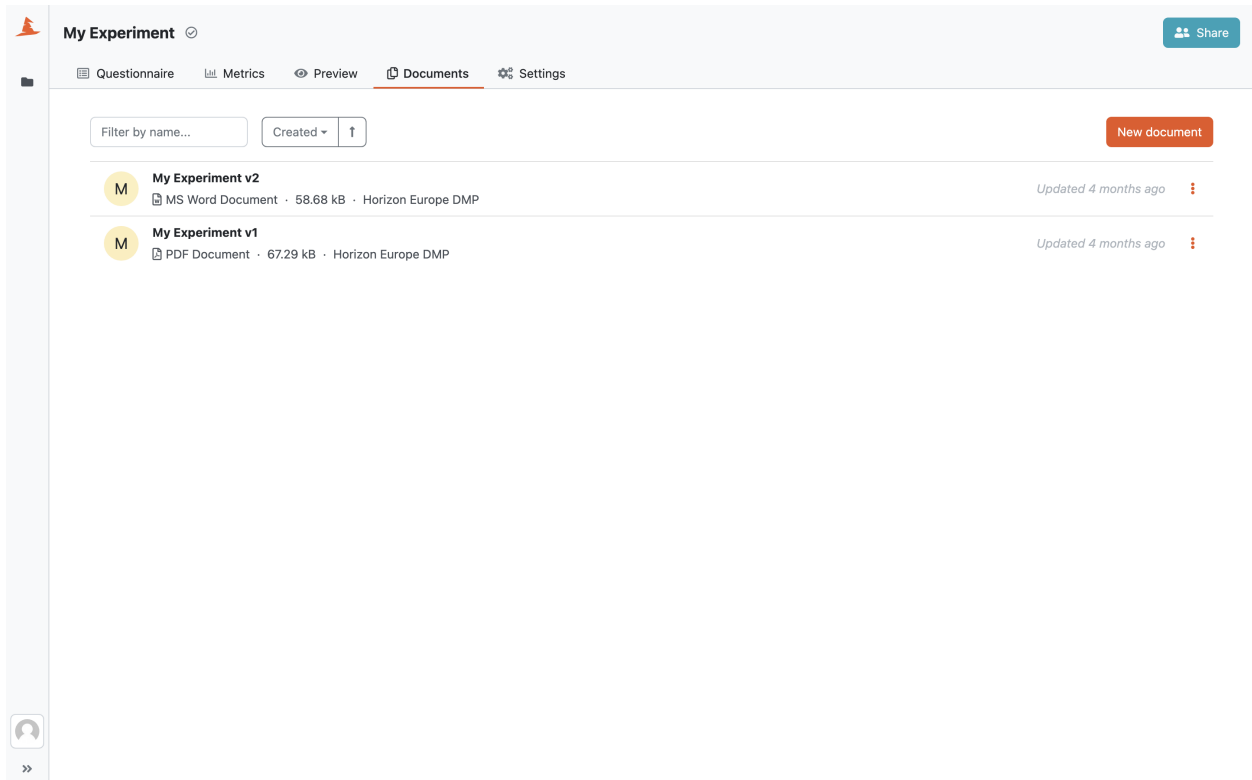 My Experiment
Share
Questionnaire Metrics Preview Documents Settings
Filter by name... Created New document
M My Experiment v2
MS Word Document · 58.68 kB · Horizon Europe DMP Updated 4 months ago
M My Experiment v1
PDF Document · 67.29 kB · Horizon Europe DMP Updated 4 months ago